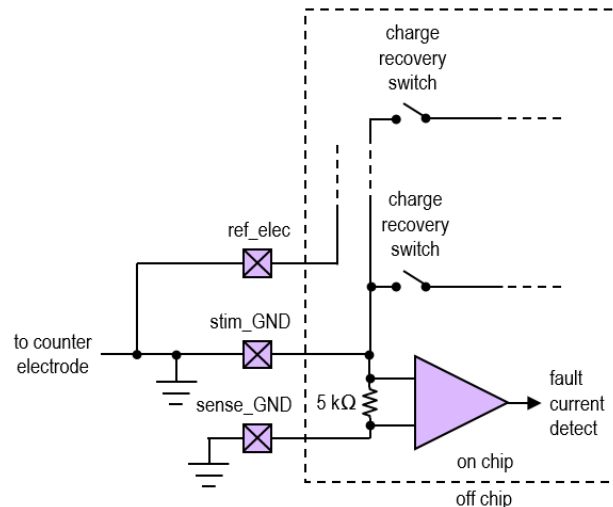 charge
recovery
switch
charge
recovery
switch
ref_elec
stim_GND
to counter
electrode
sense_GND
5 kΩ
fault
current
detect
on chip
off chip